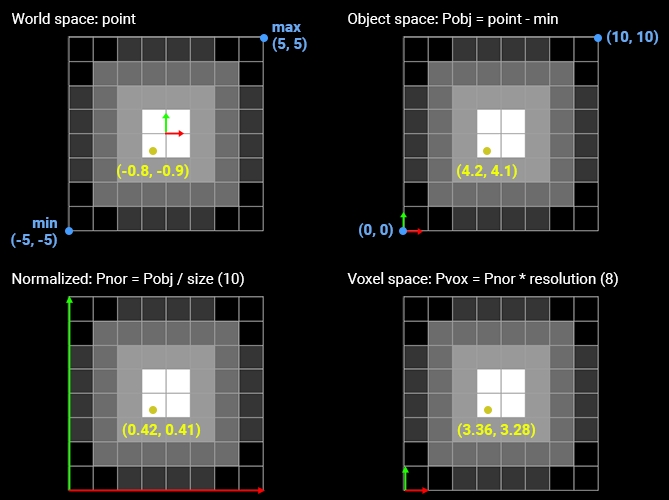 World space: point
max
(5, 5)
(-0.8, -0.9)
min
(-5, -5)
Object space: Pobj = point - min
(10, 10)
(4.2, 4.1)
(0, 0)
Normalized: Pnor = Pobj / size (10)
(0.42, 0.41)
Voxel space: Pvox = Pnor * resolution (8)
(3.36, 3.28)